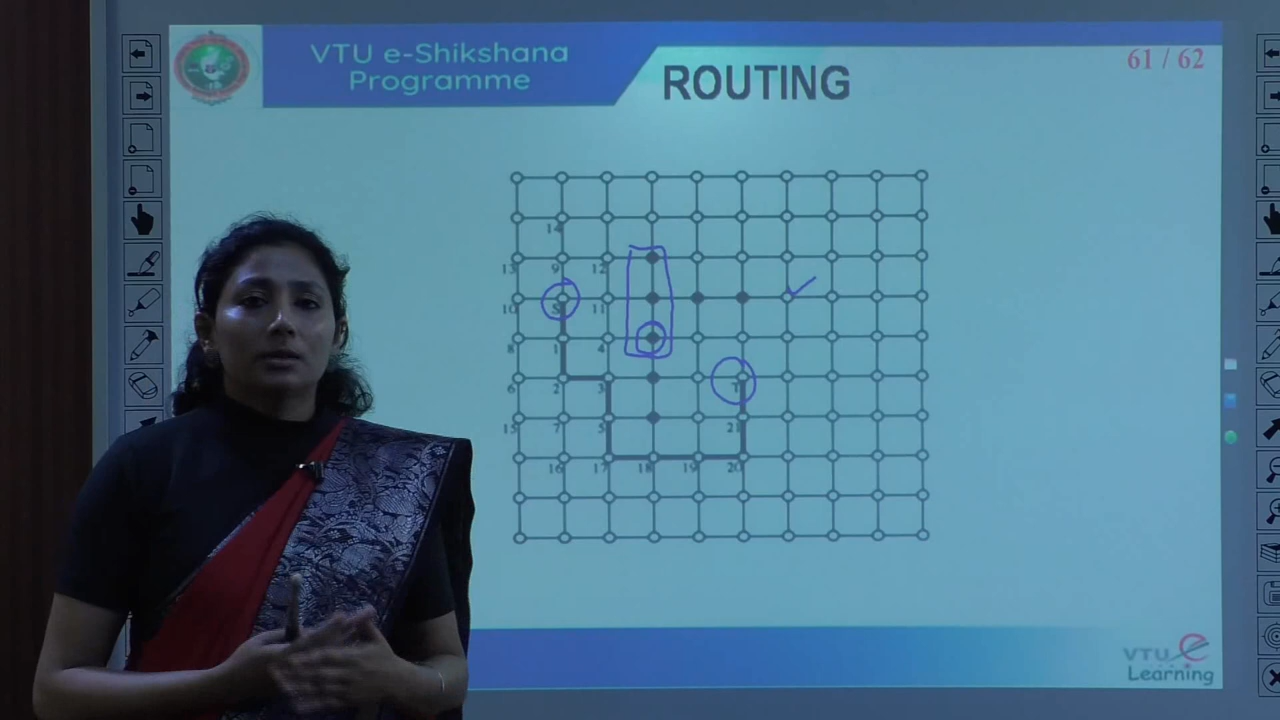 VTU e-Shikshana
Programme
ROUTING
61 / 62
14
13 9 12
10 S 11
8 1 4
6 2 3 T
15 7 5 21
16 17 18 19 20
VTU e
Learning